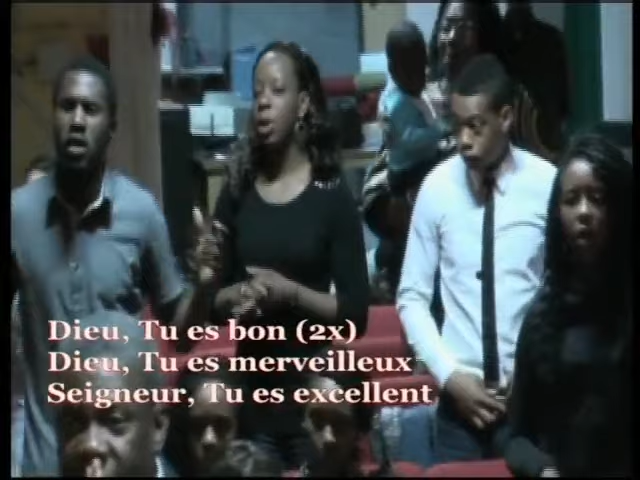 Dieu, Tu es bon (2x)
Dieu, Tu es merveilleux
Seigneur, Tu es excellent